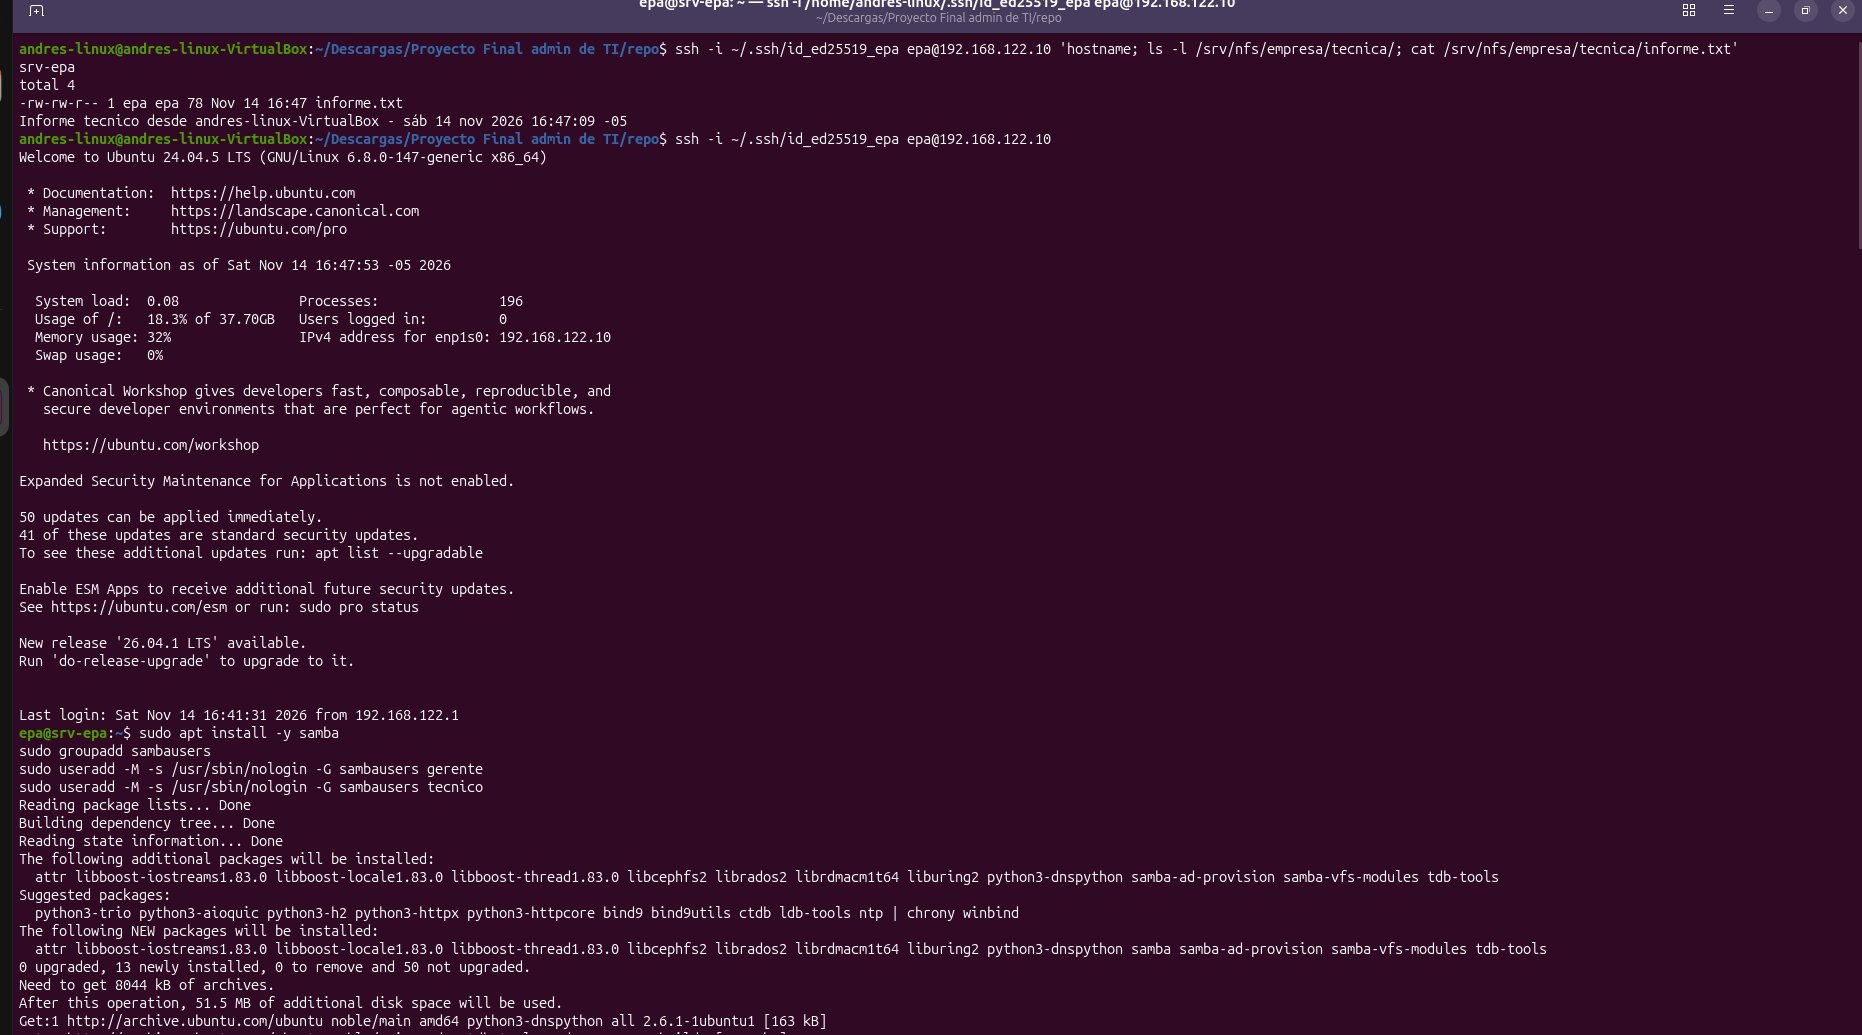 epa@srv-epa: ~ — ssh -i /home/andres-linux/.ssh/id_ed25519_epa epa@192.168.122.10
~/Descargas/Proyecto Final admin de TI/repo
andres-linux@andres-linux-VirtualBox:~/Descargas/Proyecto Final admin de TI/repo$ ssh -i ~/.ssh/id_ed25519_epa epa@192.168.122.10 'hostname; ls -l /srv/nfs/empresa/tecnica/; cat /srv/nfs/empresa/tecnica/informe.txt'
srv-epa
total 4
-rw-rw-r-- 1 epa epa 78 Nov 14 16:47 informe.txt
Informe tecnico desde andres-linux-VirtualBox - sáb 14 nov 2026 16:47:09 -05
andres-linux@andres-linux-VirtualBox:~/Descargas/Proyecto Final admin de TI/repo$ ssh -i ~/.ssh/id_ed25519_epa epa@192.168.122.10
Welcome to Ubuntu 24.04.5 LTS (GNU/Linux 6.8.0-147-generic x86_64)
* Documentation:  https://help.ubuntu.com
* Management:     https://landscape.canonical.com
* Support:        https://ubuntu.com/pro
System information as of Sat Nov 14 16:47:53 -05 2026
System load:  0.08               Processes:               196
Usage of /:   18.3% of 37.70GB   Users logged in:         0
Memory usage: 32%                IPv4 address for enp1s0: 192.168.122.10
Swap usage:   0%
* Canonical Workshop gives developers fast, composable, reproducible, and
secure developer environments that are perfect for agentic workflows.
https://ubuntu.com/workshop
Expanded Security Maintenance for Applications is not enabled.
50 updates can be applied immediately.
41 of these updates are standard security updates.
To see these additional updates run: apt list --upgradable
Enable ESM Apps to receive additional future security updates.
See https://ubuntu.com/esm or run: sudo pro status
New release '26.04.1 LTS' available.
Run 'do-release-upgrade' to upgrade to it.
Last login: Sat Nov 14 16:41:31 2026 from 192.168.122.1
epa@srv-epa:~$ sudo apt install -y samba
sudo groupadd sambausers
sudo useradd -M -s /usr/sbin/nologin -G sambausers gerente
sudo useradd -M -s /usr/sbin/nologin -G sambausers tecnico
Reading package lists... Done
Building dependency tree... Done
Reading state information... Done
The following additional packages will be installed:
attr libboost-iostreams1.83.0 libboost-locale1.83.0 libboost-thread1.83.0 libcephfs2 librados2 librdmacm1t64 liburing2 python3-dnspython samba-ad-provision samba-vfs-modules tdb-tools
Suggested packages:
python3-trio python3-aioquic python3-h2 python3-httpx python3-httpcore bind9 bind9utils ctdb ldb-tools ntp | chrony winbind
The following NEW packages will be installed:
attr libboost-iostreams1.83.0 libboost-locale1.83.0 libboost-thread1.83.0 libcephfs2 librados2 librdmacm1t64 liburing2 python3-dnspython samba samba-ad-provision samba-vfs-modules tdb-tools
0 upgraded, 13 newly installed, 0 to remove and 50 not upgraded.
Need to get 8044 kB of archives.
After this operation, 51.5 MB of additional disk space will be used.
Get:1 http://archive.ubuntu.com/ubuntu noble/main amd64 python3-dnspython all 2.6.1-1ubuntu1 [163 kB]